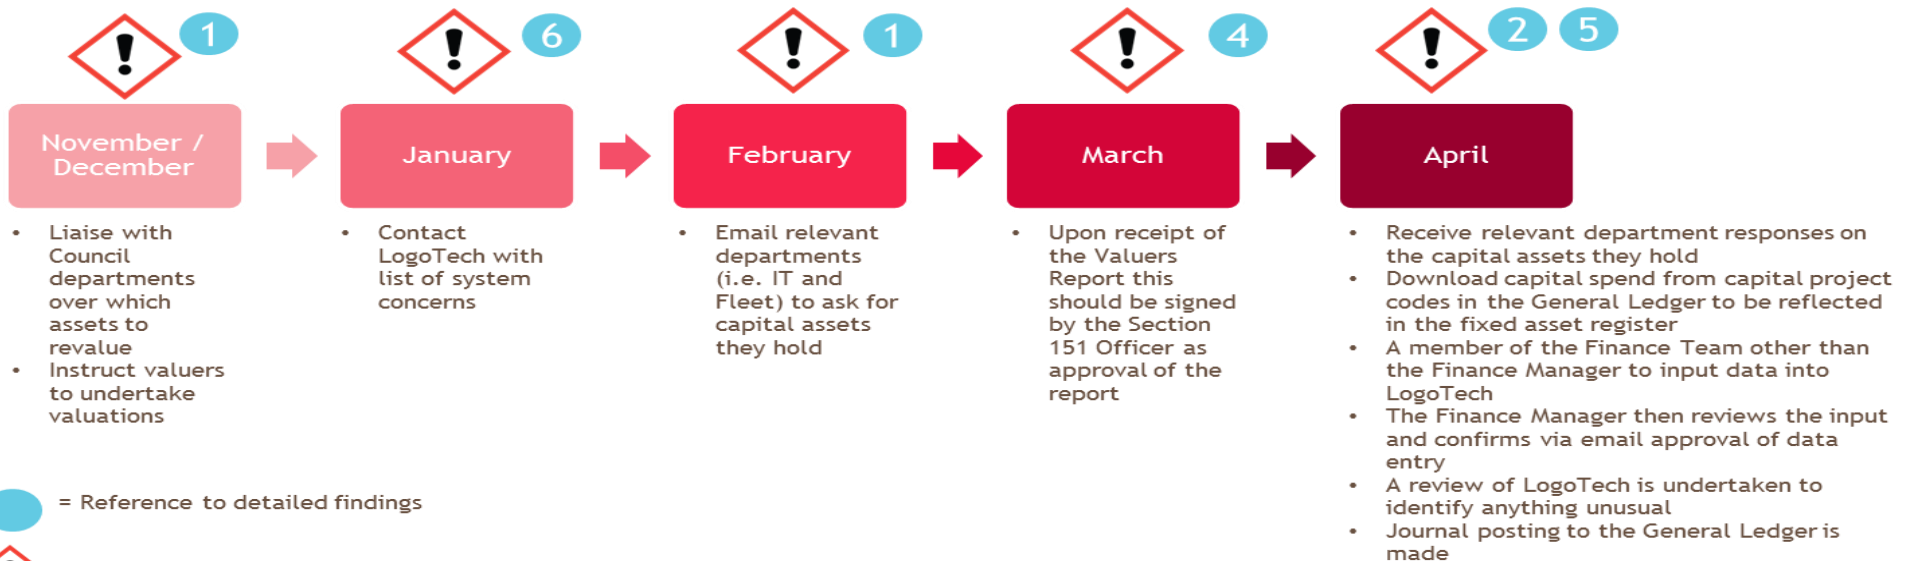 !
1
!
6
!
1
!
4
!
2
5
November /
December
January
February
March
April
• Liaise with
Council
departments
over which
assets to
revalue
• Instruct valuers
to undertake
valuations
• Contact
LogoTech with
list of system
concerns
• Email relevant
departments
(i.e. IT and
Fleet) to ask for
capital assets
they hold
• Upon receipt of
the Valuers
Report this
should be signed
by the Section
151 Officer as
approval of the
report
• Receive relevant department responses on
the capital assets they hold
• Download capital spend from capital project
codes in the General Ledger to be reflected
in the fixed asset register
• A member of the Finance Team other than
the Finance Manager to input data into
LogoTech
• The Finance Manager then reviews the input
and confirms via email approval of data
entry
• A review of LogoTech is undertaken to
identify anything unusual
• Journal posting to the General Ledger is
made
= Reference to detailed findings